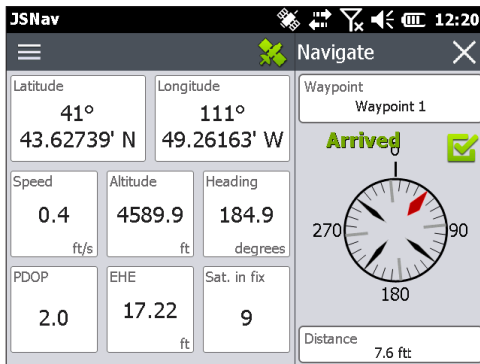 JSNav
12:20
Navigate
Latitude
41°
43.62739' N
Longitude
111°
49.26163' W
Waypoint
Waypoint 1
Arrived
0
90
180
270
Speed
0.4
ft/s
Altitude
4589.9
ft
Heading
184.9
degrees
PDOP
2.0
EHE
17.22
ft
Sat. in fix
9
Distance
7.6 ftt